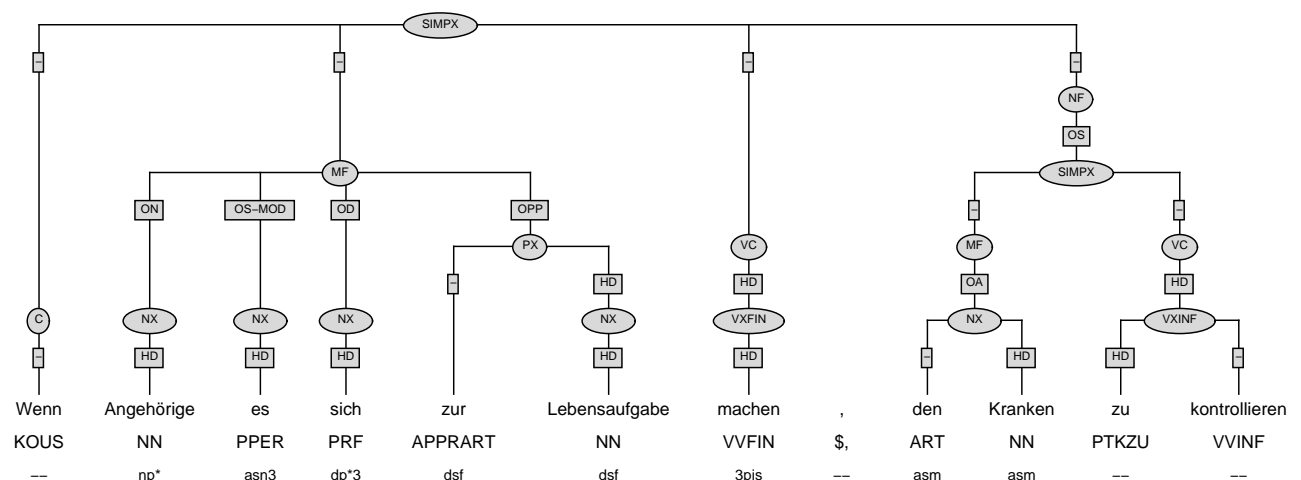 SIMPX
– – – –
NF
OS
MF SIMPX
ON OS–MOD OD OPP – –
PX VC MF VC
– HD HD OA HD
C NX NX NX NX VXFIN NX VXINF
– HD HD HD HD HD – HD HD –
Wenn Angehörige es sich zur Lebensaufgabe machen , den Kranken zu kontrollieren
KOUS NN PPER PRF APPRART NN VVFIN $, ART NN PTKZU VVINF
–– np* asn3 dp*3 dsf dsf 3pis –– asm asm –– ––